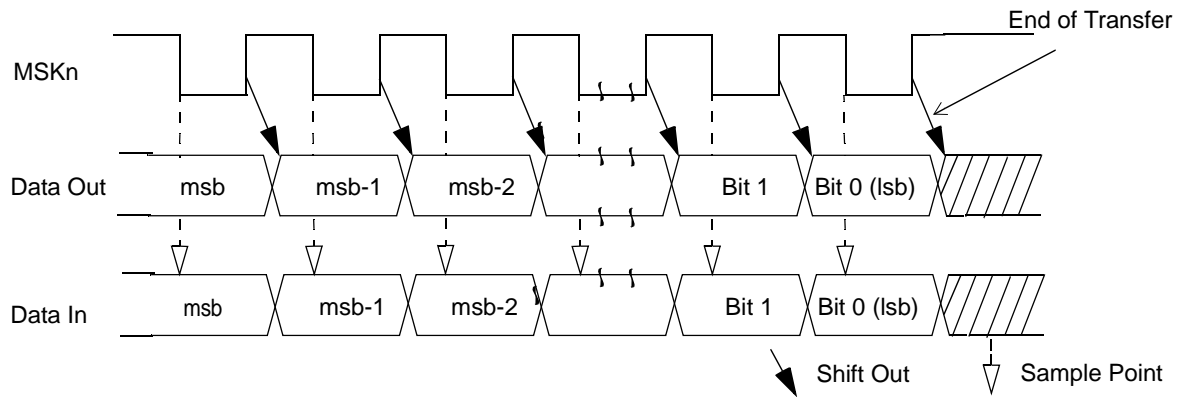 End of Transfer
MSKn
Data Out msb msb-1 msb-2 Bit 1 Bit 0 (lsb)
Data In msb msb-1 msb-2 Bit 1 Bit 0 (lsb)
Shift Out Sample Point